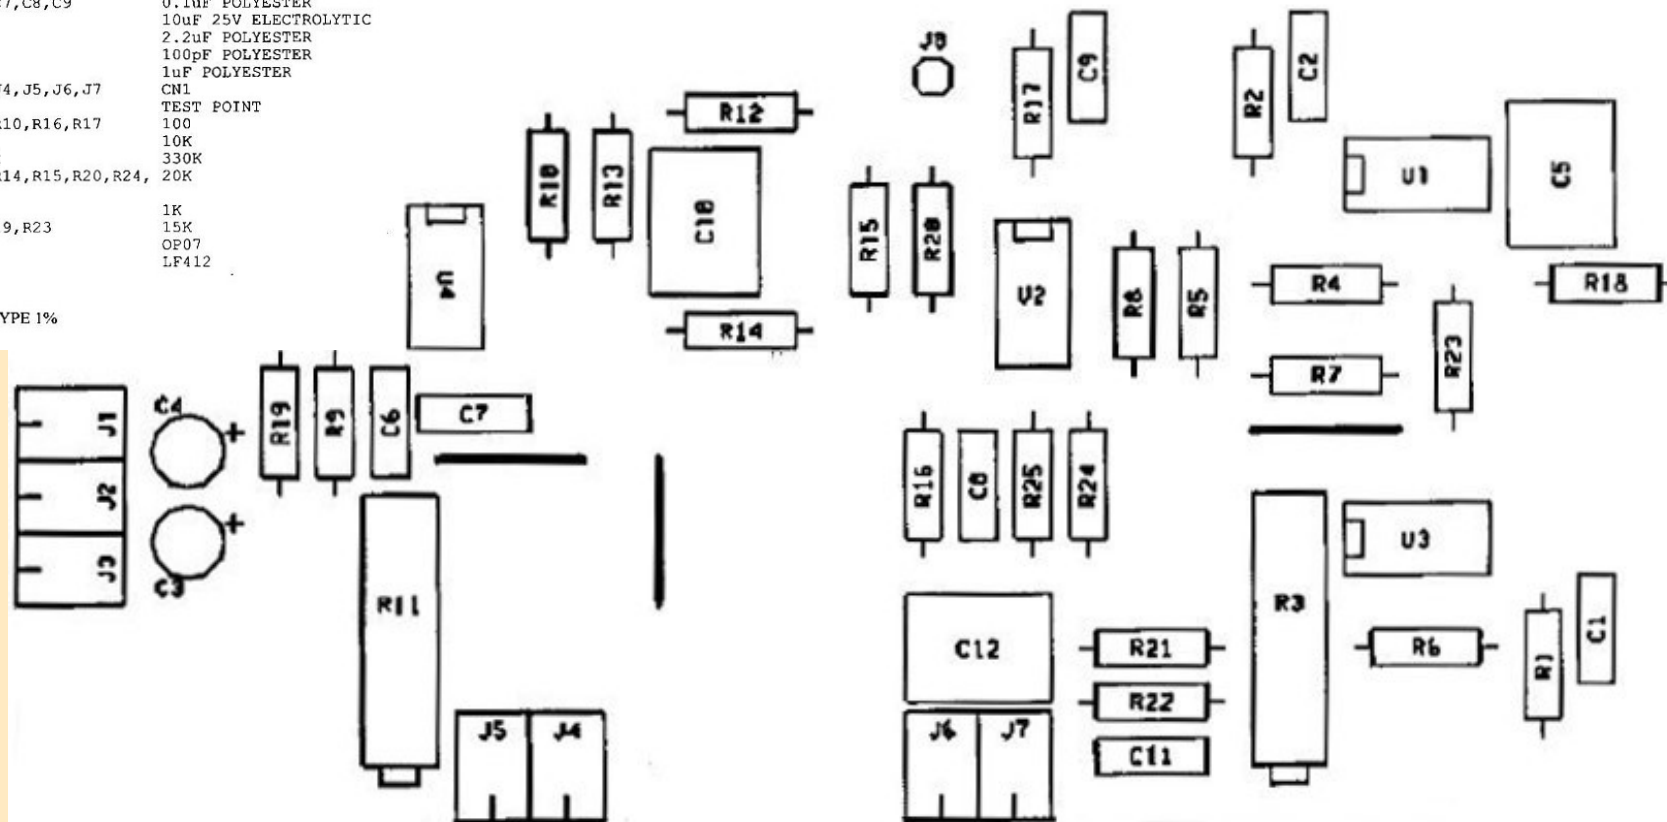 C7,C8,C9 0.1uF POLYESTER
10uF 25V ELECTROLYTIC
2.2uF POLYESTER
100pF POLYESTER
1uF POLYESTER
J4,J5,J6,J7 CN1
TEST POINT
R10,R16,R17 100
10K
330K
R14,R15,R20,R24, 20K
1K
9,R23 15K
OP07
LF412
YPE 1%
J8
R17
C9
R2
C2
R12
R10
R13
C10
U4
R14
R15
R20
U2
R8
R5
U1
C5
R4
R18
R7
R23
J1
J2
J3
C4
+
C3
+
R19
R9
C6
C7
R11
J5
J4
R16
C8
R25
R24
C12
J6
J7
R21
R22
C11
R3
U3
R6
R1
C1